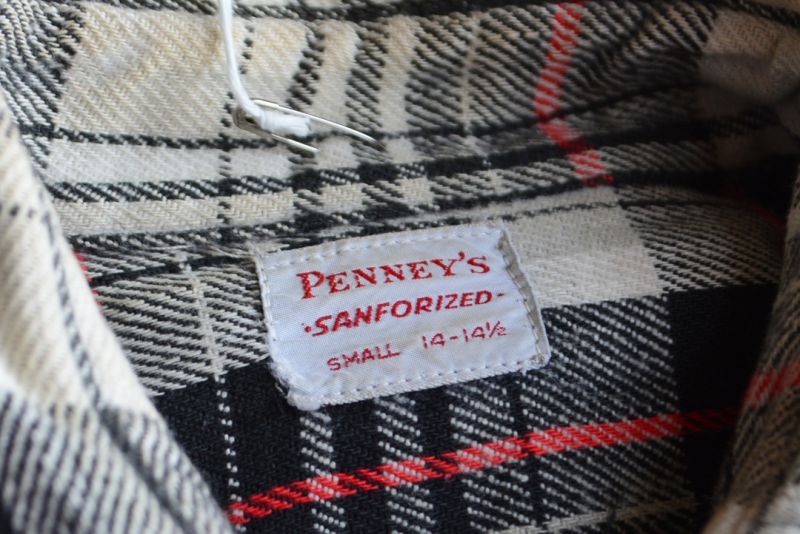 PENNEY'S
·SANFORIZED·
SMALL 14-14½